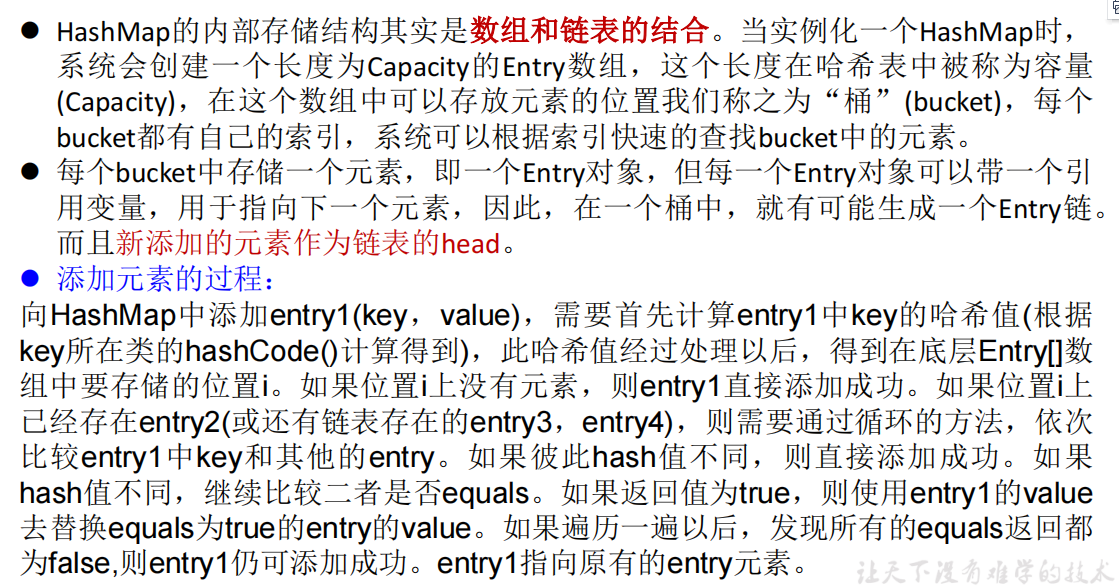 ● HashMap的内部存储结构其实是数组和链表的结合。当实例化一个HashMap时，
系统会创建一个长度为Capacity的Entry数组，这个长度在哈希表中被称为容量
(Capacity)，在这个数组中可以存放元素的位置我们称之为“桶”(bucket)，每个
bucket都有自己的索引，系统可以根据索引快速的查找bucket中的元素。
● 每个bucket中存储一个元素，即一个Entry对象，但每一个Entry对象可以带一个引
用变量，用于指向下一个元素，因此，在一个桶中，就有可能生成一个Entry链。
而且新添加的元素作为链表的head。
● 添加元素的过程：
向HashMap中添加entry1(key，value)，需要首先计算entry1中key的哈希值(根据
key所在类的hashCode()计算得到)，此哈希值经过处理以后，得到在底层Entry[]数
组中要存储的位置i。如果位置i上没有元素，则entry1直接添加成功。如果位置i上
已经存在entry2(或还有链表存在的entry3，entry4)，则需要通过循环的方法，依次
比较entry1中key和其他的entry。如果彼此hash值不同，则直接添加成功。如果
hash值不同，继续比较二者是否equals。如果返回值为true，则使用entry1的value
去替换equals为true的entry的value。如果遍历一遍以后，发现所有的equals返回都
为false,则entry1仍可添加成功。entry1指向原有的entry元素。
让天下没有难学的技术